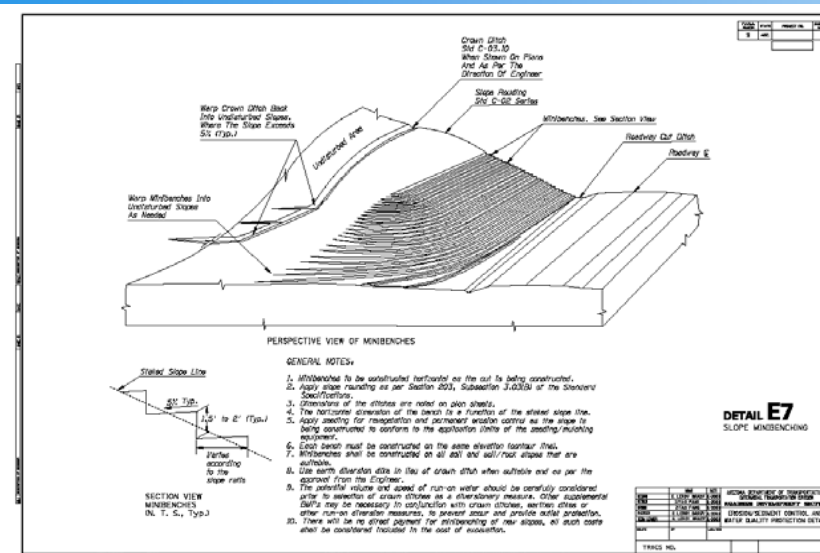 Crown Ditch
Std C-03.10
When Shown On Plans
And As Per The
Direction Of Engineer
Slope Rounding
Std C-02 Series
Minibenches, See Section View
Roadway Cut Ditch
Roadway ℄
Warp Crown Ditch Back
Into Undisturbed Slopes,
Where The Slope Exceeds
5% (Typ.)
Undisturbed Area
Warp Minibenches Into
Undisturbed Slopes
As Needed
PERSPECTIVE VIEW OF MINIBENCHES
GENERAL NOTES:
1. Minibenches to be constructed horizontal as the cut is being constructed.
2. Apply slope rounding as per Section 203, Subsection 3.03(B) of the Standard
Specifications.
3. Dimensions of the ditches are noted on plan sheets.
4. The horizontal dimension of the bench is a function of the staked slope line.
5. Apply seeding for revegetation and permanent erosion control as the slope is
being constructed to conform to the application limits of the seeding/mulching
equipment.
6. Each bench must be constructed on the same elevation (contour line).
7. Minibenches shall be constructed on all soil and soil/rock slopes that are
suitable.
8. Use earth diversion dike in lieu of crown ditch when suitable and as per the
approval from the Engineer.
9. The potential volume and speed of run-on water should be carefully considered
prior to selection of crown ditches as a diversionary measure. Other supplemental
BMP's may be necessary in conjunction with crown ditches, earthen dikes or
other run-on diversion measures, to prevent scour and provide outlet protection.
10. There will be no direct payment for minibenching of new slopes, all such costs
shall be considered included in the cost of excavation.
Staked Slope Line
5% Typ.
1.5' to 2' (Typ.)
Varies
according
to the
slope ratio
SECTION VIEW
MINIBENCHES
(N. T. S., Typ.)
DETAIL E7
SLOPE MINIBENCHING
ARIZONA DEPARTMENT OF TRANSPORTATION
EROSION/SEDIMENT CONTROL AND
WATER QUALITY PROTECTION
TRACS NO.